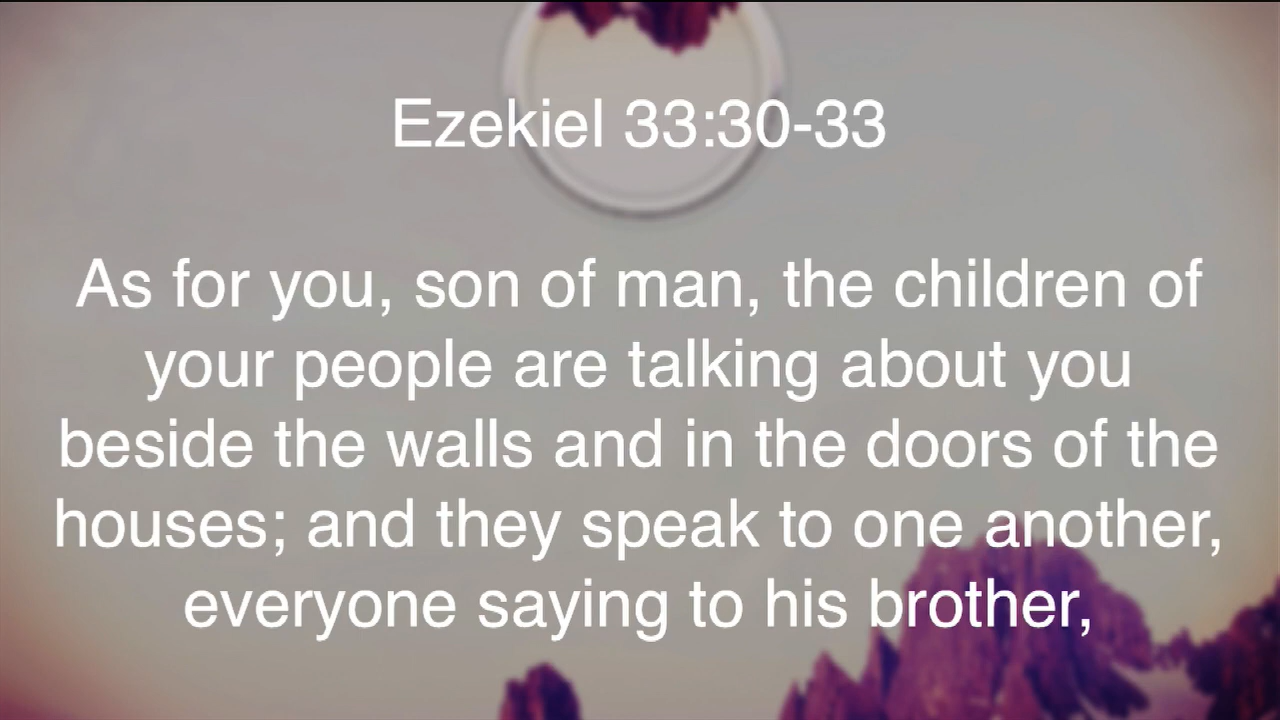 Ezekiel 33:30-33
As for you, son of man, the children of
your people are talking about you
beside the walls and in the doors of the
houses; and they speak to one another,
everyone saying to his brother,